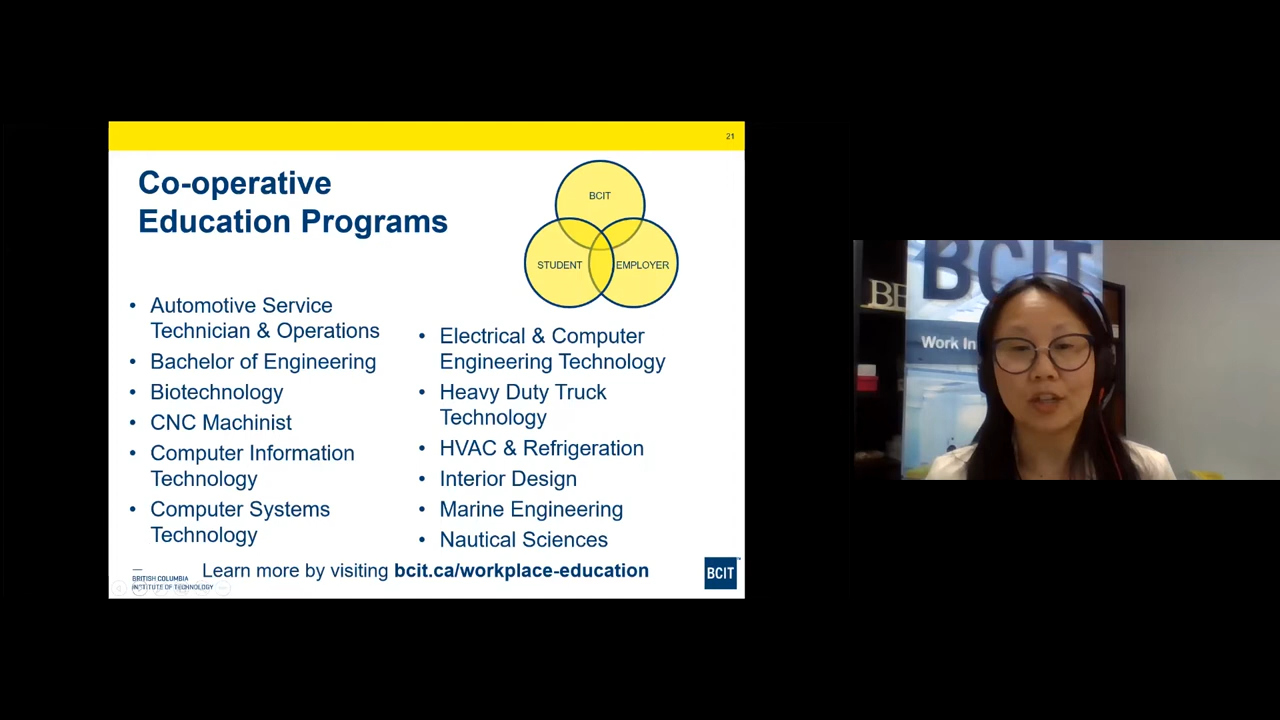 21
Co-operative
Education Programs
BCIT
STUDENT
EMPLOYER
• Automotive Service
Technician & Operations
• Bachelor of Engineering
• Biotechnology
• CNC Machinist
• Computer Information
Technology
• Computer Systems
Technology
• Electrical & Computer
Engineering Technology
• Heavy Duty Truck
Technology
• HVAC & Refrigeration
• Interior Design
• Marine Engineering
• Nautical Sciences
Learn more by visiting bcit.ca/workplace-education
BRITISH COLUMBIA
INSTITUTE OF TECHNOLOGY
BCIT
BCIT
Work In